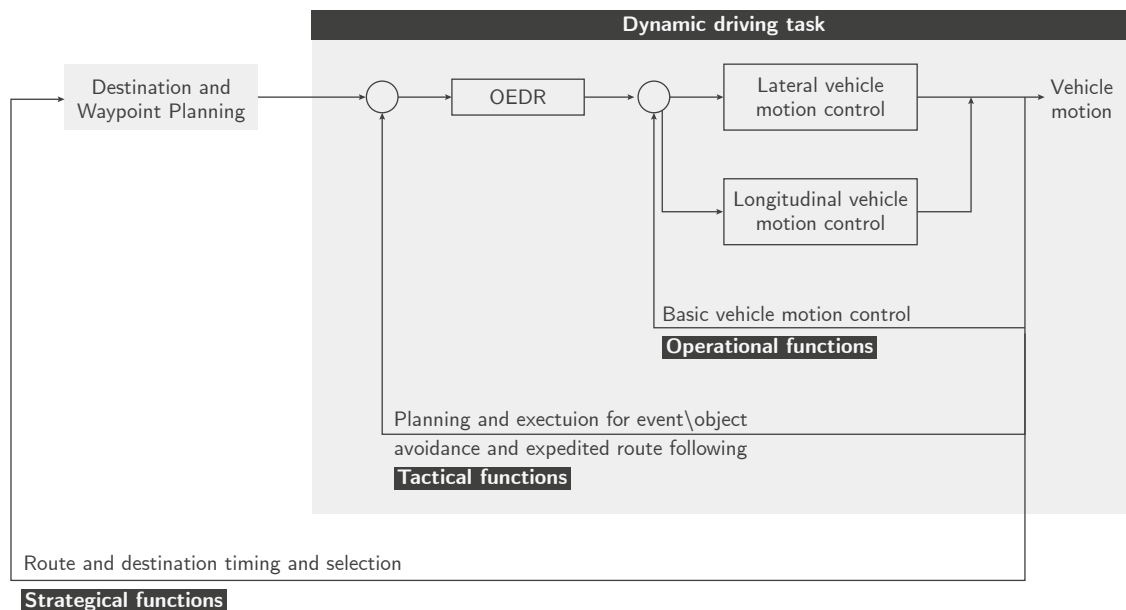 Dynamic driving task
Destination and
Waypoint Planning
OEDR
Lateral vehicle
motion control
Vehicle
motion
Longitudinal vehicle
motion control
Basic vehicle motion control
Operational functions
Planning and exectuion for event\object
avoidance and expedited route following
Tactical functions
Route and destination timing and selection
Strategical functions